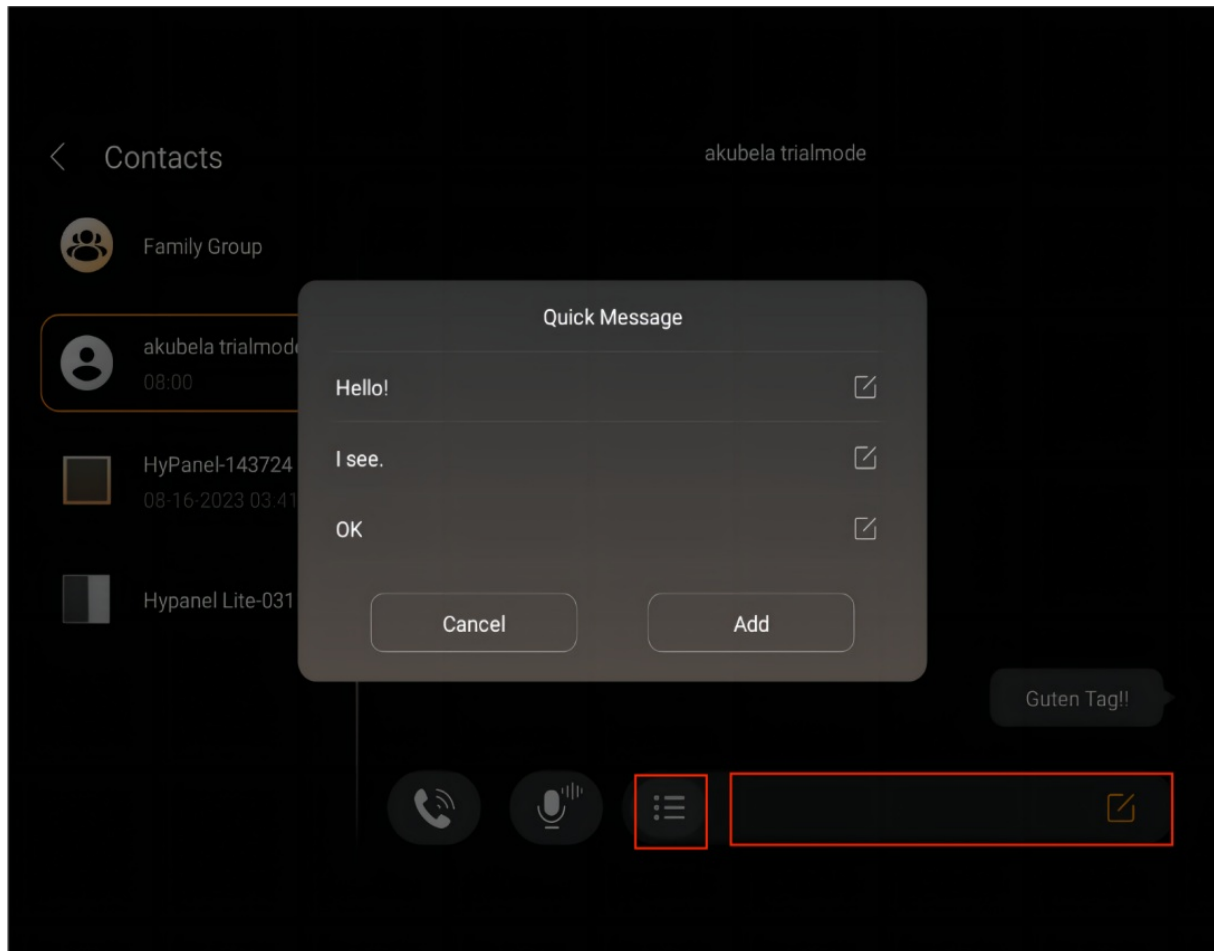 Contacts
akubela trialmode
Family Group
akubela trialmode
08:00
HyPanel-143724
08-16-2023 03:41
Hypanel Lite-031
Quick Message
Hello!
I see.
OK
Cancel
Add
Guten Tag!!